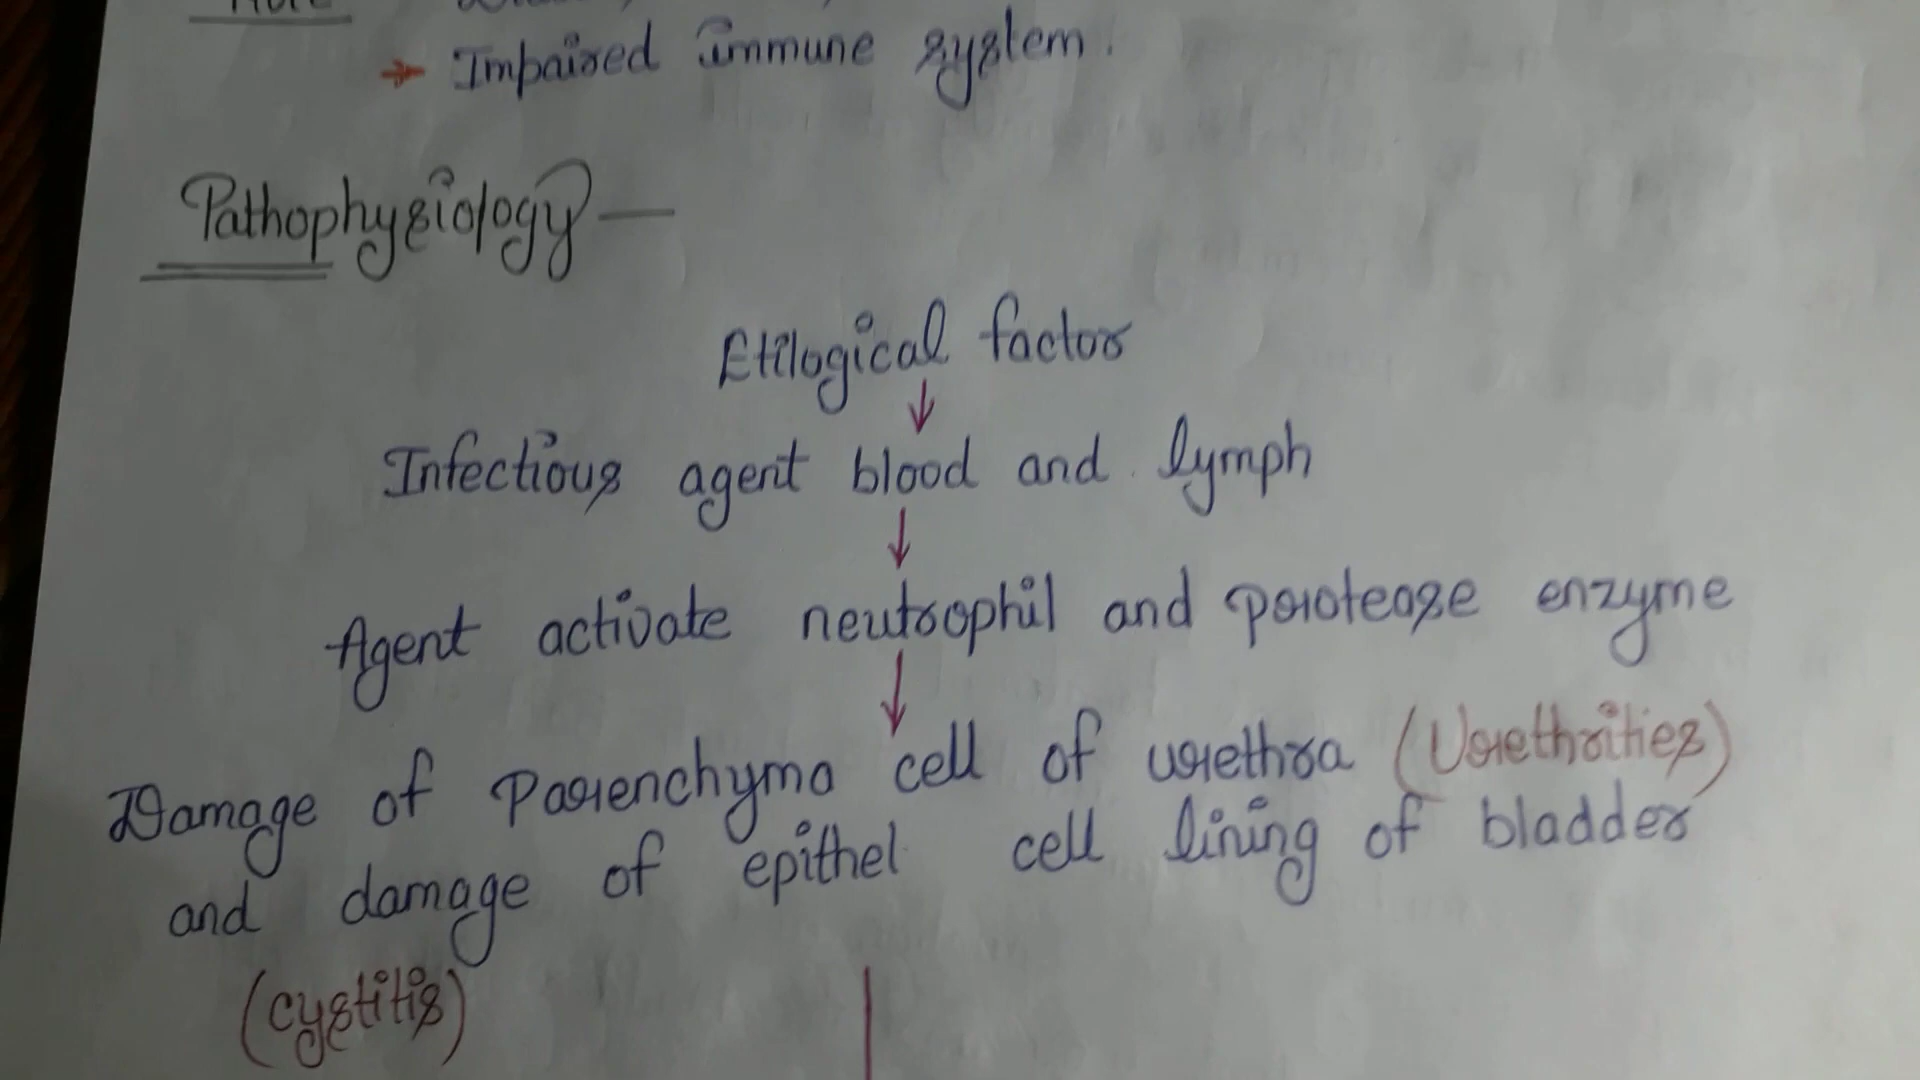 → Impaired immune system.
Pathophysiology —
Etilogical factor
↓
Infectious agent blood and lymph
↓
Agent activate neutrophil and protease enzyme
↓
Damage of Parenchyma cell of urethra (Urethrities)
and damage of epithel cell lining of bladder
(cystitis)